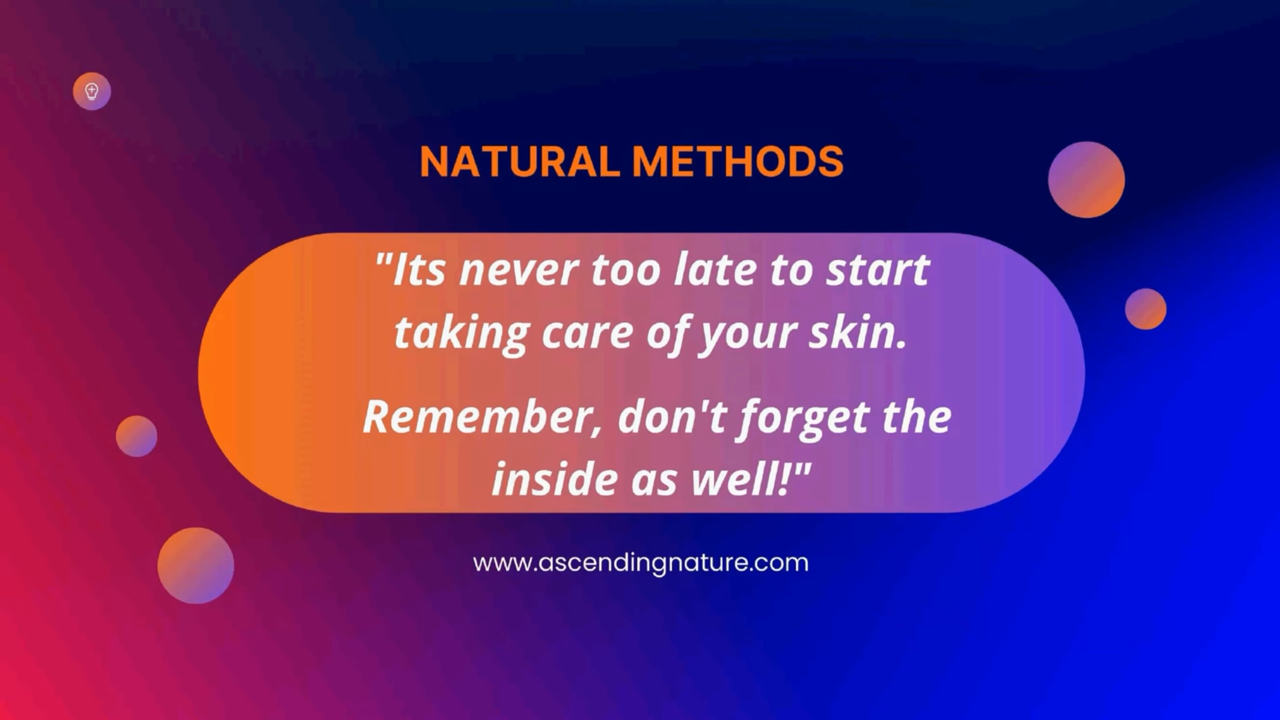 NATURAL METHODS
"Its never too late to start
taking care of your skin.
Remember, don't forget the
inside as well!"
www.ascendingnature.com